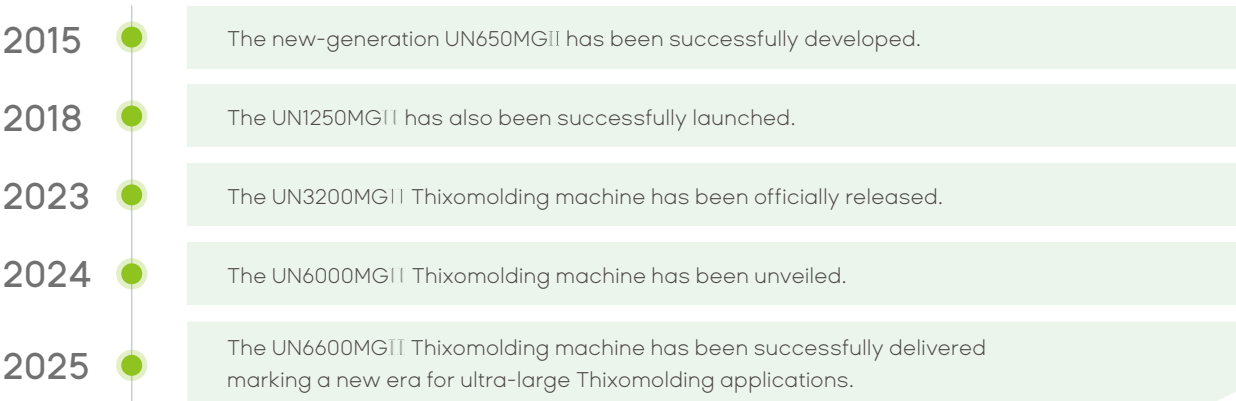 2015
The new-generation UN650MGⅡ has been successfully developed.
2018
The UN1250MGⅡ has also been successfully launched.
2023
The UN3200MGⅡ Thixomolding machine has been officially released.
2024
The UN6000MGⅡ Thixomolding machine has been unveiled.
2025
The UN6600MGⅡ Thixomolding machine has been successfully delivered
marking a new era for ultra-large Thixomolding applications.